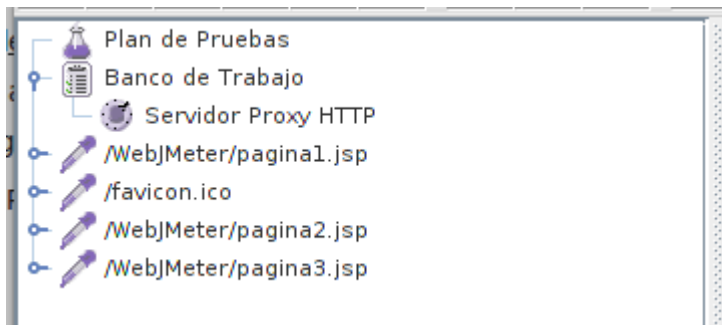 Plan de Pruebas
Banco de Trabajo
Servidor Proxy HTTP
/WebJMeter/pagina1.jsp
/favicon.ico
/WebJMeter/pagina2.jsp
/WebJMeter/pagina3.jsp